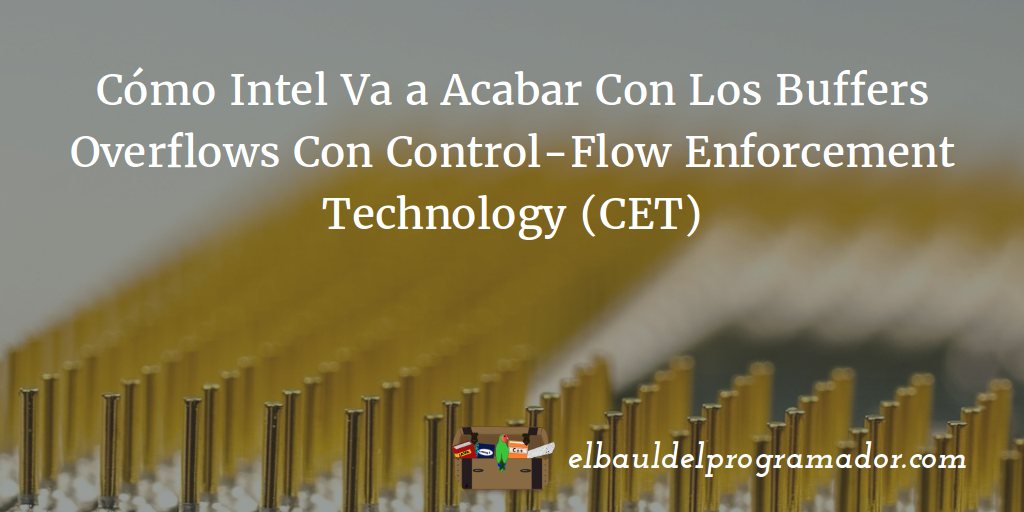 Cómo Intel Va a Acabar Con Los Buffers
Overflows Con Control-Flow Enforcement
Technology (CET)
elbauldelprogramador.com